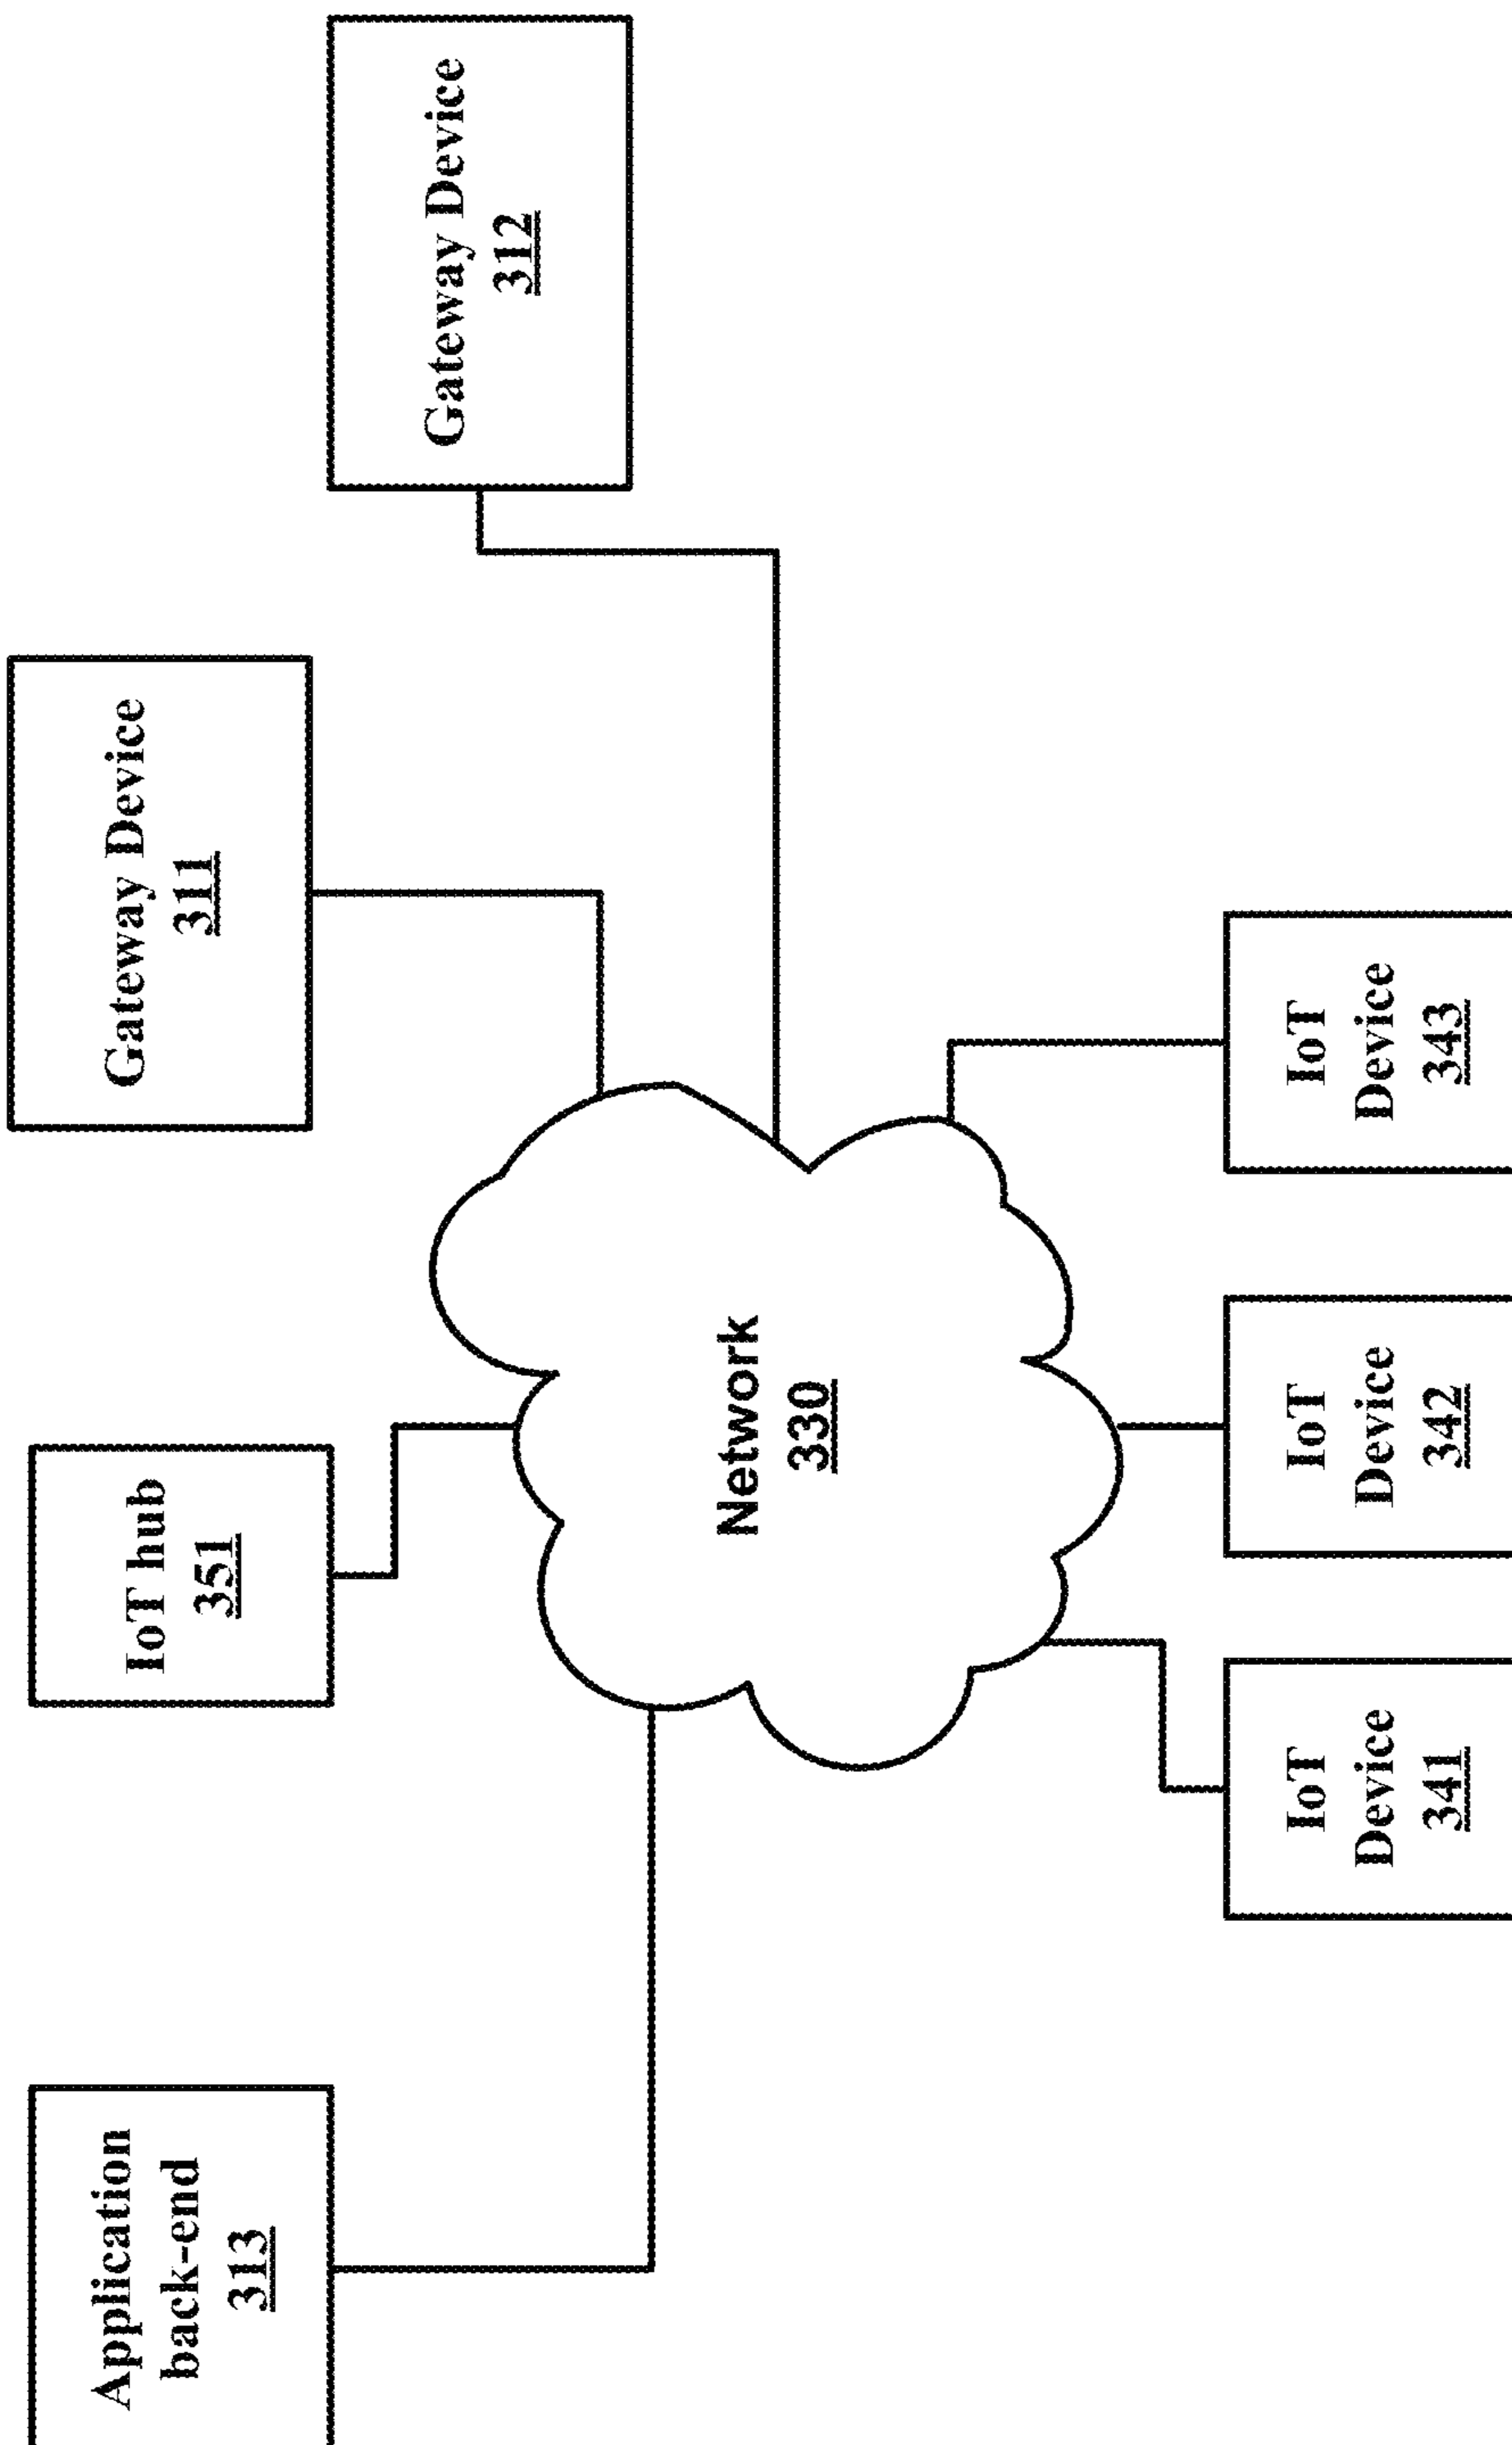 Application
back-end
313
IoT hub
351
Gateway Device
311
Gateway Device
312
Network
330
IoT
Device
341
IoT
Device
342
IoT
Device
343